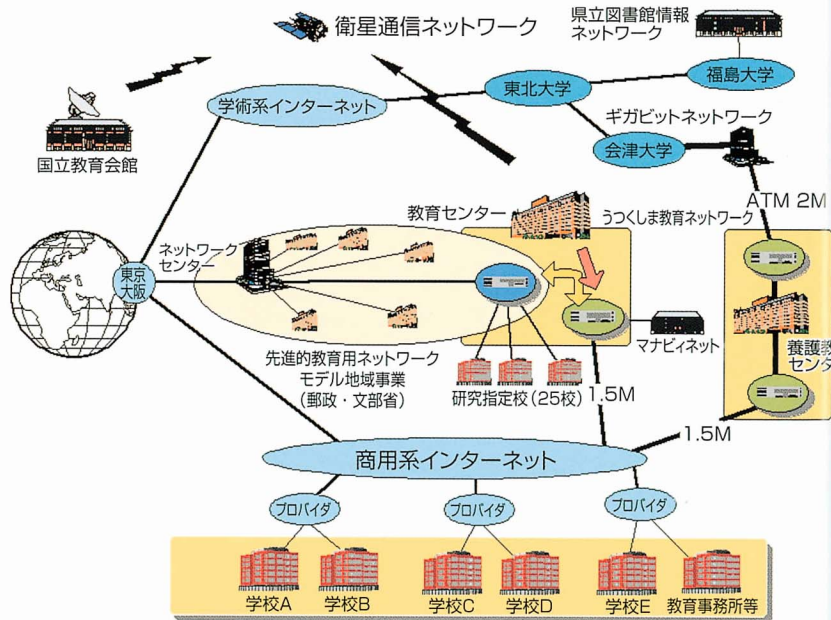 衛星通信ネットワーク
県立図書館情報
ネットワーク
学術系インターネット
東北大学
福島大学
国立教育会館
ギガビットネットワーク
会津大学
ATM 2M
教育センター
うつくしま教育ネットワーク
ネットワーク
センター
東京
大阪
マナビィネット
養護教
センタ
先進的教育用ネットワーク
モデル地域事業
(郵政・文部省)
研究指定校(25校)
1.5M
1.5M
商用系インターネット
プロバイダ
プロバイダ
プロバイダ
学校A
学校B
学校C
学校D
学校E
教育事務所等